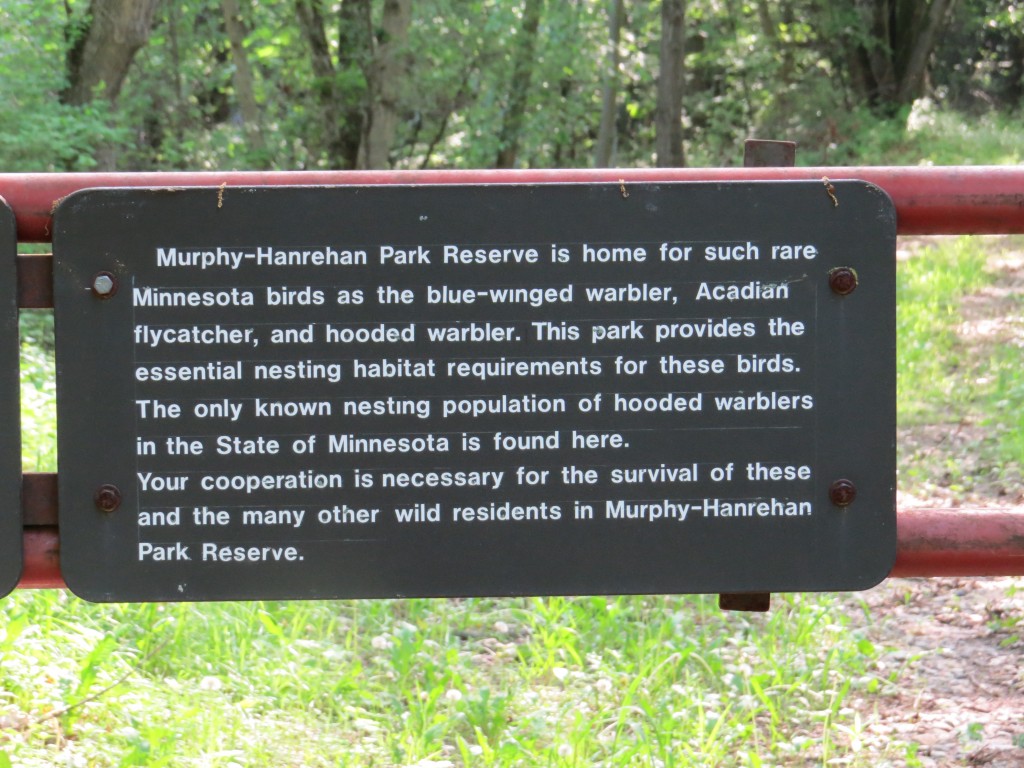 Murphy-Hanrehan Park Reserve is home for such rare
Minnesota birds as the blue-winged warbler, Acadian
flycatcher, and hooded warbler. This park provides the
essential nesting habitat requirements for these birds.
The only known nesting population of hooded warblers
in the State of Minnesota is found here.
Your cooperation is necessary for the survival of these
and the many other wild residents in Murphy-Hanrehan
Park Reserve.